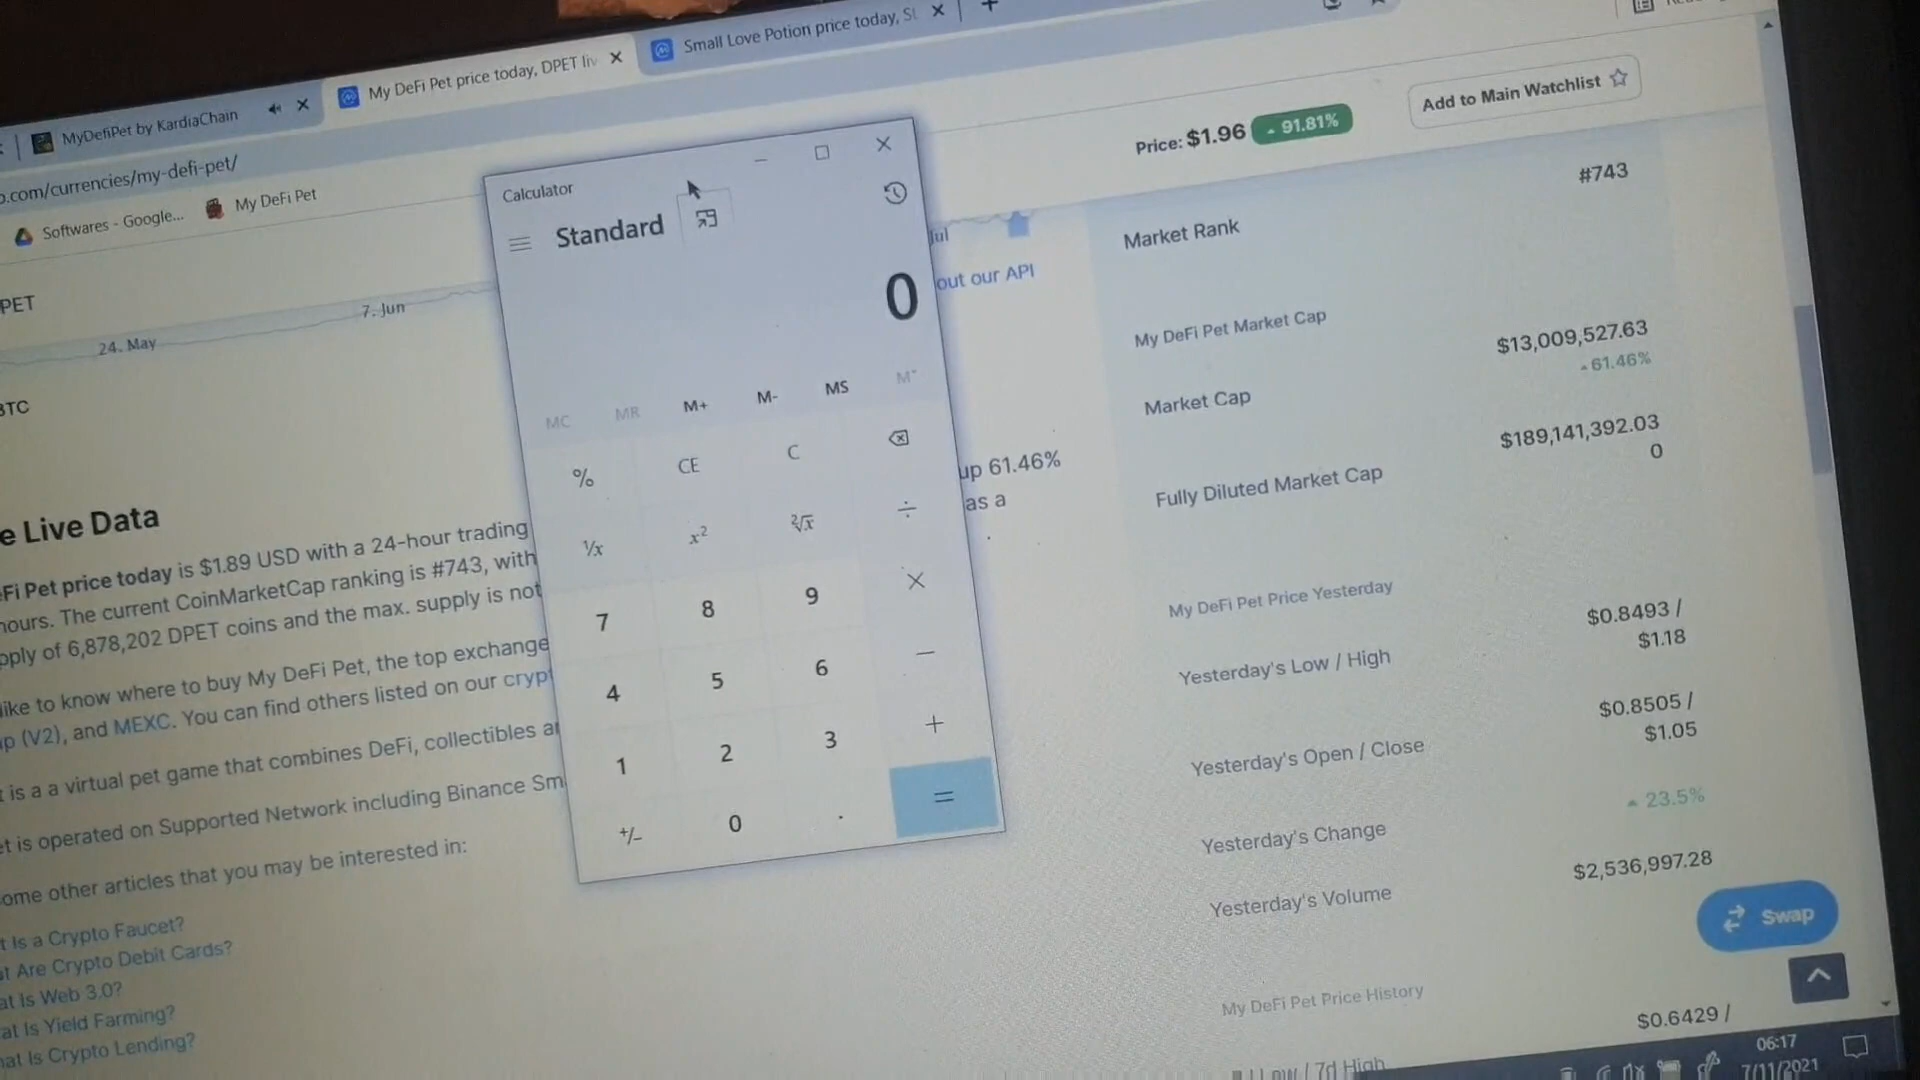 MyDefiPet by KardiaChain
My DeFi Pet price today, DPET liv
Small Love Potion price today, SL
.com/currencies/my-defi-pet/
Softwares - Google...
My DeFi Pet
Price: $1.96
91.81%
Add to Main Watchlist
PET
24. May
7. Jun
Jul
out our API
BTC
e Live Data
Fi Pet price today is $1.89 USD with a 24-hour trading
up 61.46%
hours. The current CoinMarketCap ranking is #743, with
as a
pply of 6,878,202 DPET coins and the max. supply is not
like to know where to buy My DeFi Pet, the top exchange
p (V2), and MEXC. You can find others listed on our crypt
t is a a virtual pet game that combines DeFi, collectibles a
t is operated on Supported Network including Binance Sm
ome other articles that you may be interested in:
t Is a Crypto Faucet?
t Are Crypto Debit Cards?
at Is Web 3.0?
at Is Yield Farming?
hat Is Crypto Lending?
Calculator
Standard
0
MC MR M+ M- MS M˅
% CE C
⅟x x² ²√x ÷
7 8 9 ×
4 5 6 −
1 2 3 +
+/- 0 . =
Market Rank
#743
My DeFi Pet Market Cap
Market Cap
$13,009,527.63
61.46%
Fully Diluted Market Cap
$189,141,392.03
0
My DeFi Pet Price Yesterday
Yesterday's Low / High
$0.8493 /
$1.18
Yesterday's Open / Close
$0.8505 /
$1.05
Yesterday's Change
23.5%
Yesterday's Volume
$2,536,997.28
Swap
My DeFi Pet Price History
$0.6429 /
7d High
06:17
7/11/2021